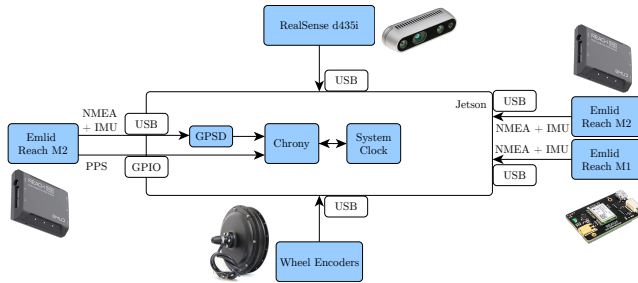 RealSense d435i
USB
Jetson
USB
NMEA
+ IMU
USB
Emlid
Reach M2
NMEA + IMU
GPSD
Chrony
System
Clock
Emlid
Reach M2
PPS
GPIO
NMEA + IMU
Emlid
Reach M1
USB
USB
Wheel Encoders